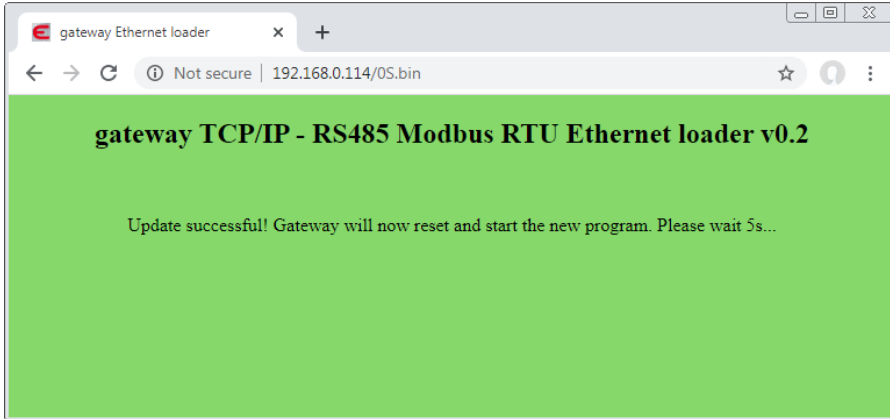 gateway Ethernet loader
Not secure 192.168.0.114/0S.bin
gateway TCP/IP - RS485 Modbus RTU Ethernet loader v0.2
Update successful! Gateway will now reset and start the new program. Please wait 5s...